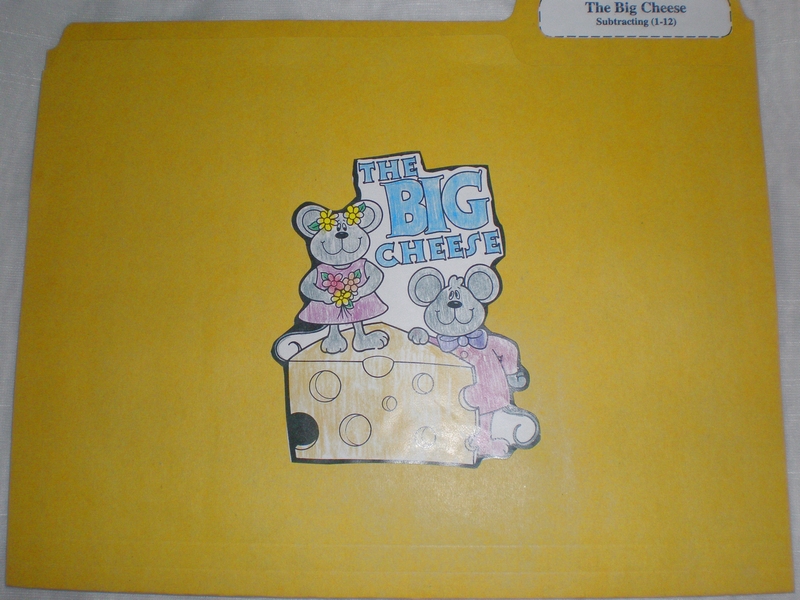 The Big Cheese
Subtracting (1-12)
THE
BIG
CHEESE